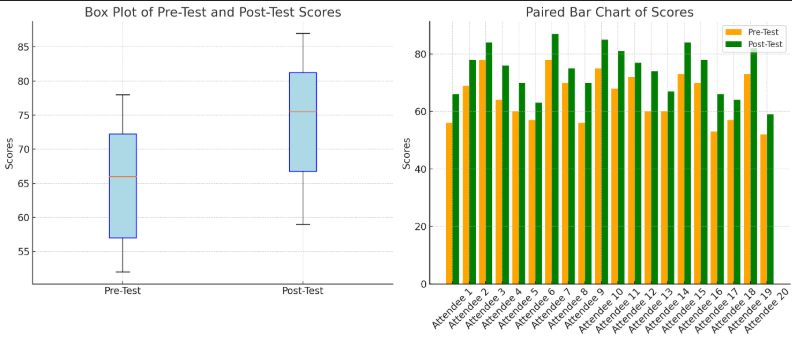 Box Plot of Pre-Test and Post-Test Scores
Scores
85
80
75
70
65
60
55
Pre-Test
Post-Test
Paired Bar Chart of Scores
Scores
80
60
40
20
0
Pre-Test
Post-Test
Attendee 1
Attendee 2
Attendee 3
Attendee 4
Attendee 5
Attendee 6
Attendee 7
Attendee 8
Attendee 9
Attendee 10
Attendee 11
Attendee 12
Attendee 13
Attendee 14
Attendee 15
Attendee 16
Attendee 17
Attendee 18
Attendee 19
Attendee 20